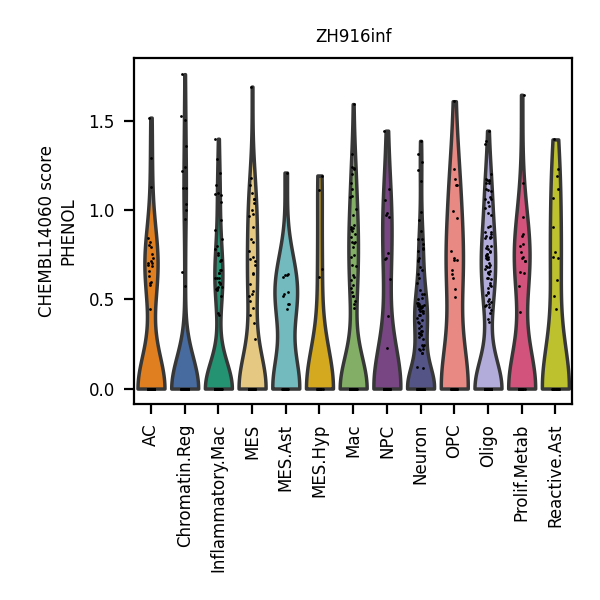 ZH916inf
CHEMBL14060 score
PHENOL
1.5
1.0
0.5
0.0
AC
Chromatin.Reg
Inflammatory.Mac
MES
MES.Ast
MES.Hyp
Mac
NPC
Neuron
OPC
Oligo
Prolif.Metab
Reactive.Ast